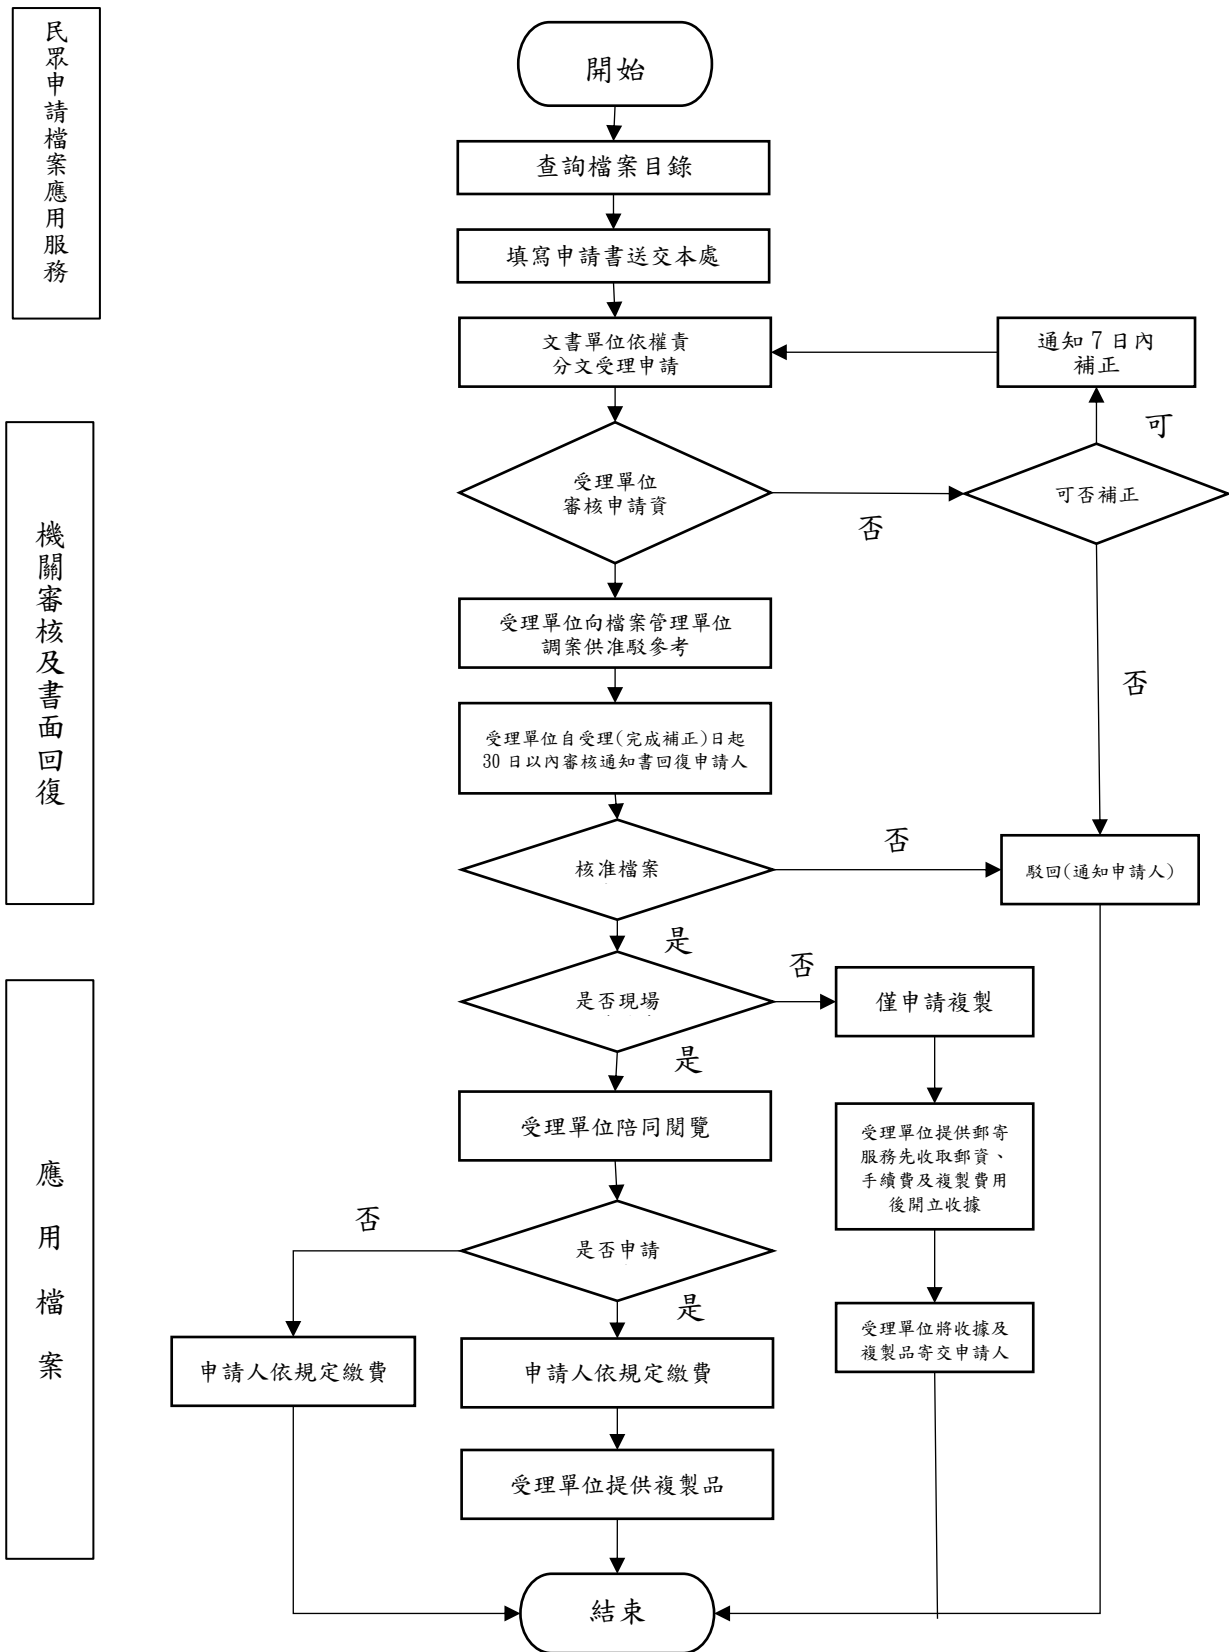 民眾申請檔案應用服務
開始
查詢檔案目錄
填寫申請書送交本處
文書單位依權責
分文受理申請
通知 7 日內
補正
可
機關審核及書面回復
受理單位
審核申請資
否
可否補正
受理單位向檔案管理單位
調案供准駁參考
否
受理單位自受理(完成補正)日起
30 日以內審核通知書回復申請人
核准檔案
否
駁回(通知申請人)
是
應用檔案
是否現場
否
僅申請複製
是
受理單位陪同閱覽
受理單位提供郵寄
服務先收取郵資、
手續費及複製費用
後開立收據
否
是否申請
是
受理單位將收據及
複製品寄交申請人
申請人依規定繳費
申請人依規定繳費
受理單位提供複製品
結束